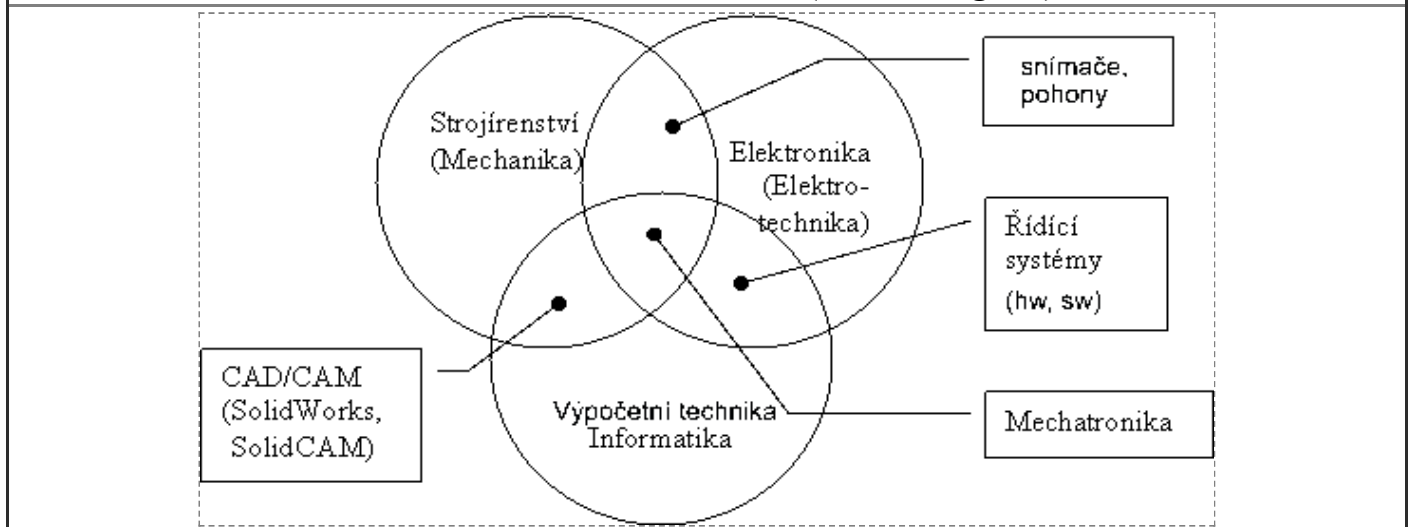 snímače,
pohony
Strojírenství
(Mechanika)
Elektronika
(Elektro-
technika)
Řídící
systémy
(hw, sw)
CAD/CAM
(SolidWorks,
SolidCAM)
Výpočetní technika
Informatika
Mechatronika